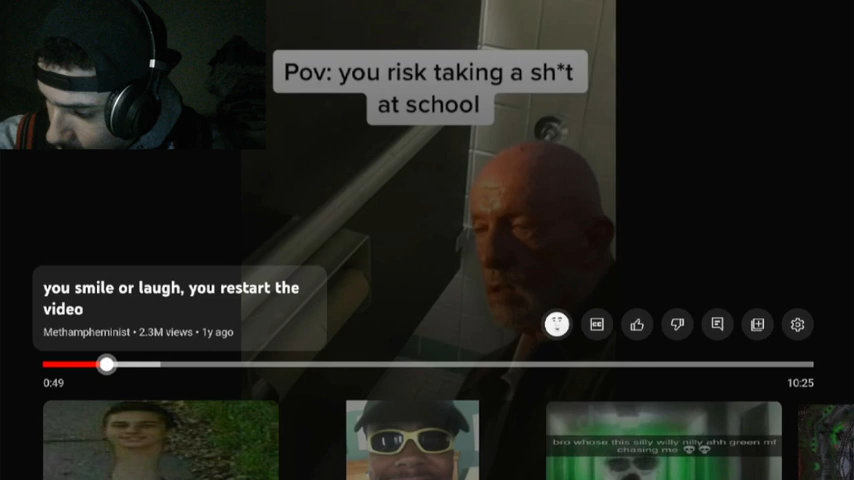 Pov: you risk taking a sh*t
at school
you smile or laugh, you restart the
video
Methampheminist • 2.3M views • 1y ago
CC
0:49
10:25
bro whose this silly willy nilly ahh green mf
chasing me 💀💀